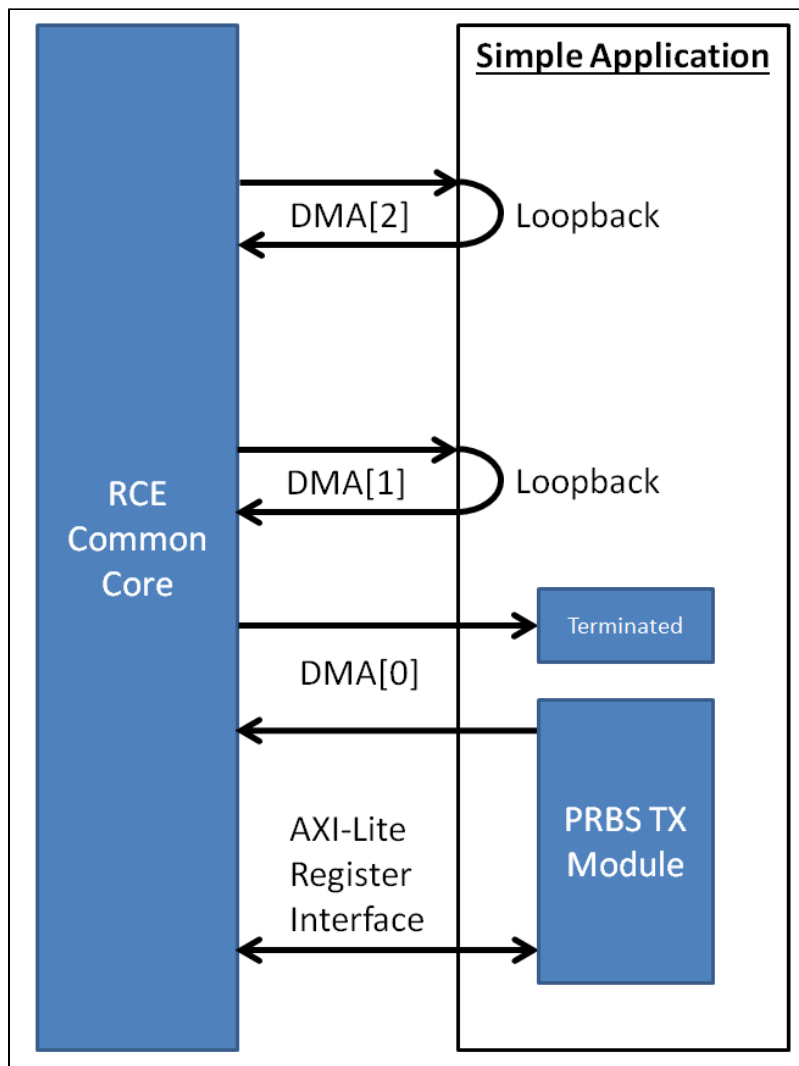 Simple Application
DMA[2]
Loopback
DMA[1]
Loopback
RCE
Common
Core
Terminated
DMA[0]
AXI-Lite
Register
Interface
PRBS TX
Module